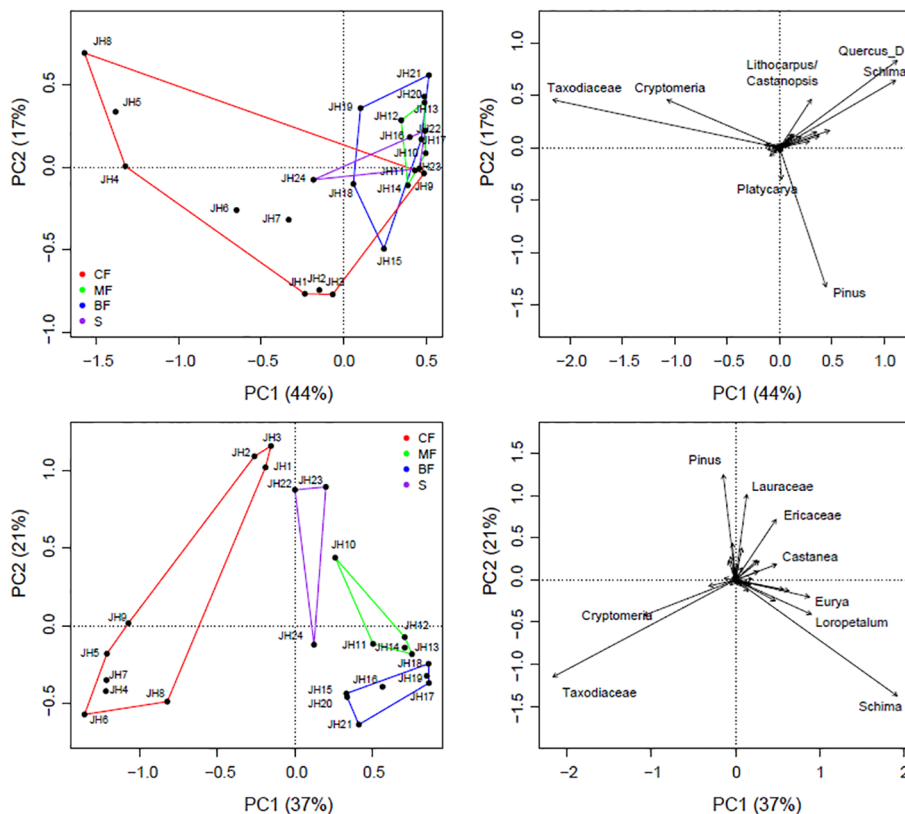 JH8
JH5
JH4
JH6
JH7
JH1
JH2
JH3
JH21
JH20
JH19
JH13
JH12
JH22
JH16
JH17
JH10
JH24
JH11
JH23
JH18
JH14
JH9
JH15
CF
MF
BF
S
0.5
0.0
−0.5
−1.0
PC2 (17%)
−1.5
−1.0
−0.5
0.0
0.5
PC1 (44%)
Quercus_D
Lithocarpus/
Castanopsis
Schima
Taxodiaceae
Cryptomeria
Platycarya
Pinus
1.0
0.5
0.0
−0.5
−1.0
−1.5
PC2 (17%)
−2.0
−1.5
−1.0
−0.5
0.0
0.5
1.0
PC1 (44%)
JH3
JH2
JH1
JH22
JH23
JH10
JH9
JH24
JH12
JH11
JH14
JH13
JH5
JH7
JH4
JH8
JH6
JH18
JH16
JH19
JH15
JH17
JH20
JH21
CF
MF
BF
S
1.0
0.5
0.0
−0.5
PC2 (21%)
−1.0
−0.5
0.0
0.5
PC1 (37%)
Pinus
Lauraceae
Ericaceae
Castanea
Eurya
Loropetalum
Cryptomeria
Taxodiaceae
Schima
1.5
1.0
0.5
0.0
−0.5
−1.0
−1.5
PC2 (21%)
−2
−1
0
1
2
PC1 (37%)